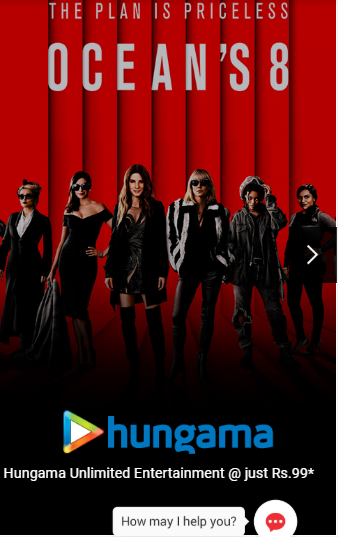 THE PLAN IS PRICELESS
OCEAN'S 8
hungama
Hungama Unlimited Entertainment @ just Rs.99*
How may I help you?